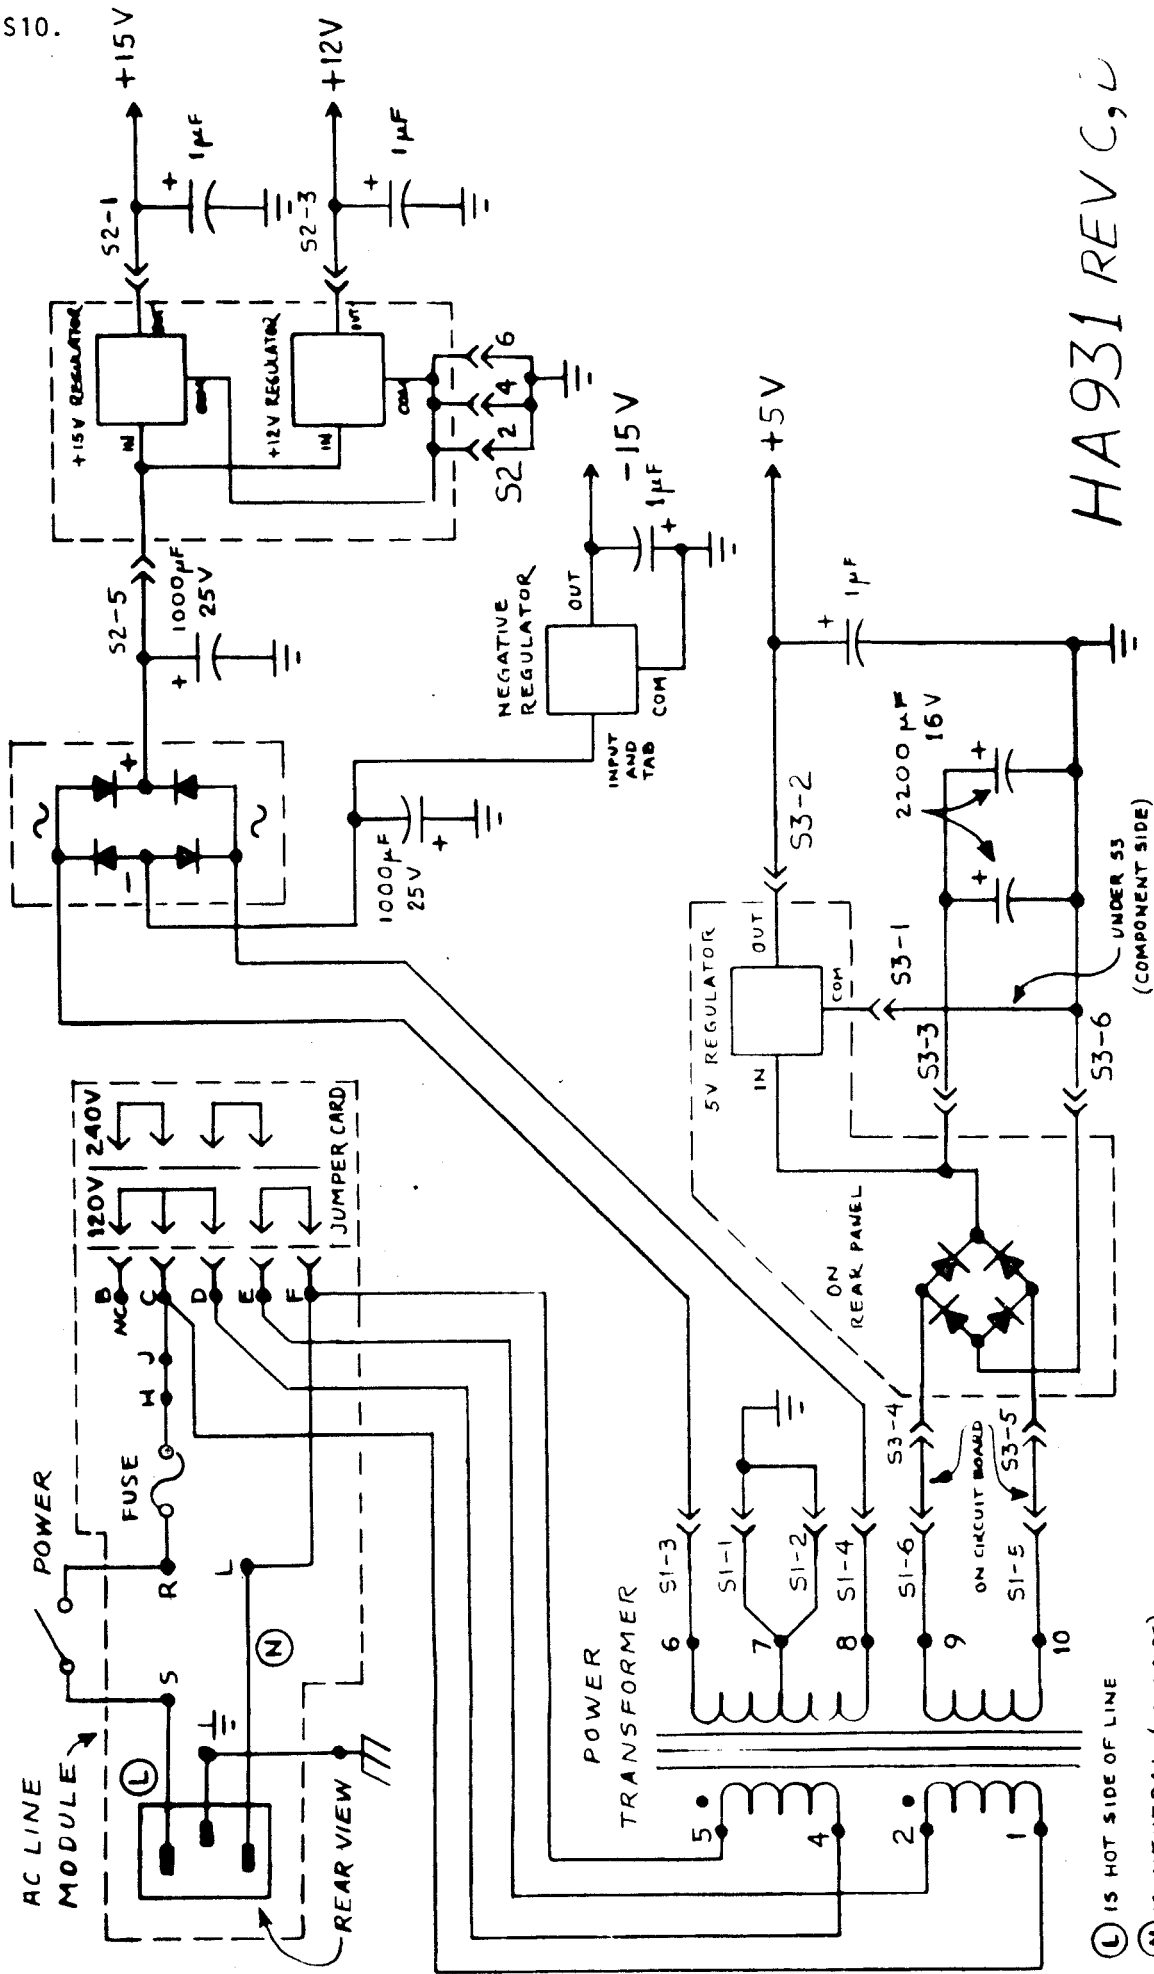 S10.
AC LINE
MODULE
POWER
L
S
R
FUSE
H
J
L
N
REAR VIEW
NC
B
C
D
E
F
120V
240V
JUMPER CARD
~
+
−
~
S2-5
1000µF
25V
+
+15V REGULATOR
IN
COM
+12V REGULATOR
IN
OUT
COM
S2
2
4
6
S2-1
+15V
+
1µF
S2-3
+12V
+
1µF
1000µF
25V
+
NEGATIVE
REGULATOR
INPUT
AND
TAB
OUT
COM
-15V
1µF
+
POWER
TRANSFORMER
5
4
2
1
6
7
8
9
10
S1-3
S1-1
S1-2
S1-4
S1-6
S1-5
ON CIRCUIT BOARD
S3-4
S3-5
ON
REAR PANEL
5V REGULATOR
IN
OUT
COM
S3-1
S3-2
S3-3
S3-6
+5V
+
1µF
2200µF
16V
+
+
UNDER S3
(COMPONENT SIDE)
L IS HOT SIDE OF LINE
N
HA931 REV C,